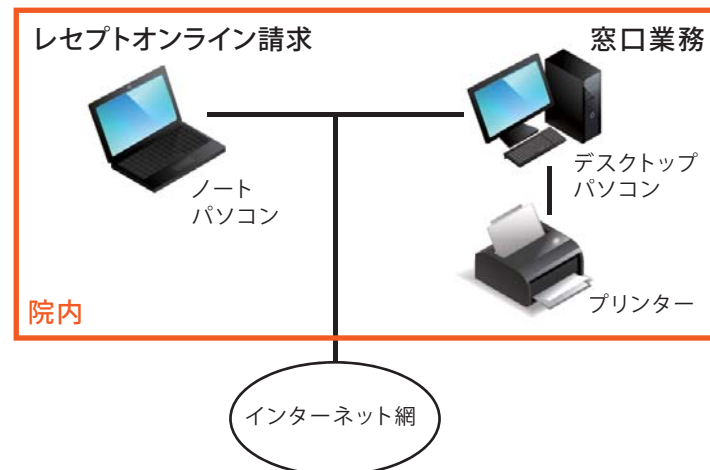 レセプトオンライン請求
窓口業務
ノート
パソコン
デスクトップ
パソコン
プリンター
院内
インターネット網